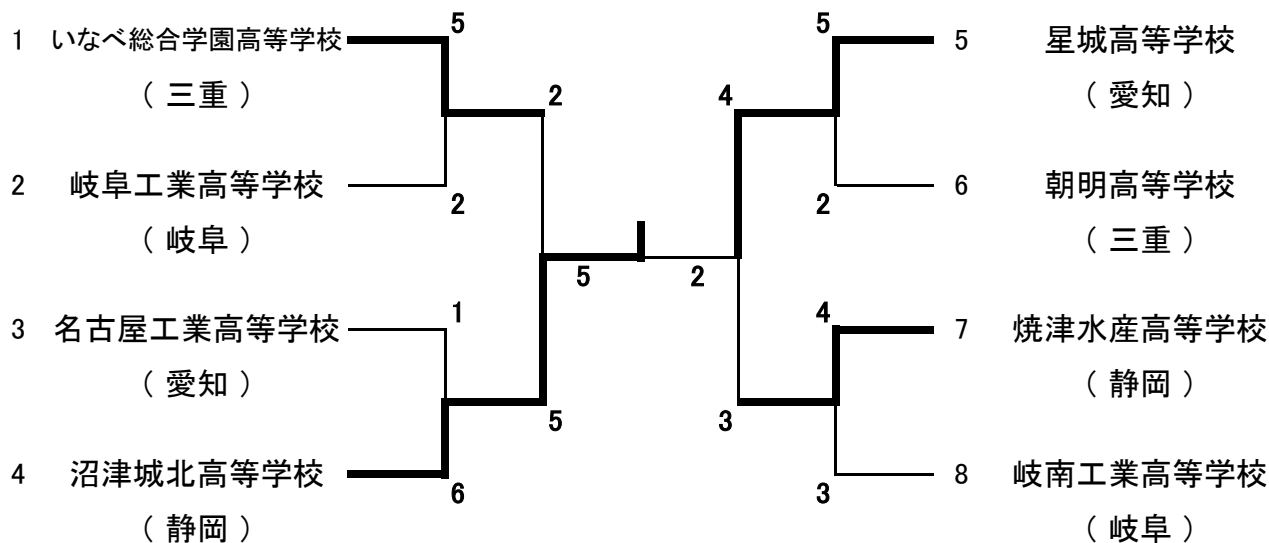 5
1 いなべ総合学園高等学校
（ 三重 ）
2
2 岐阜工業高等学校
2
（ 岐阜 ）
5
1
3 名古屋工業高等学校
（ 愛知 ）
5
4 沼津城北高等学校
6
（ 静岡 ）
5
5 星城高等学校
（ 愛知 ）
4
6 朝明高等学校
2
（ 三重 ）
2
4
7 焼津水産高等学校
（ 静岡 ）
3
8 岐南工業高等学校
3
（ 岐阜 ）